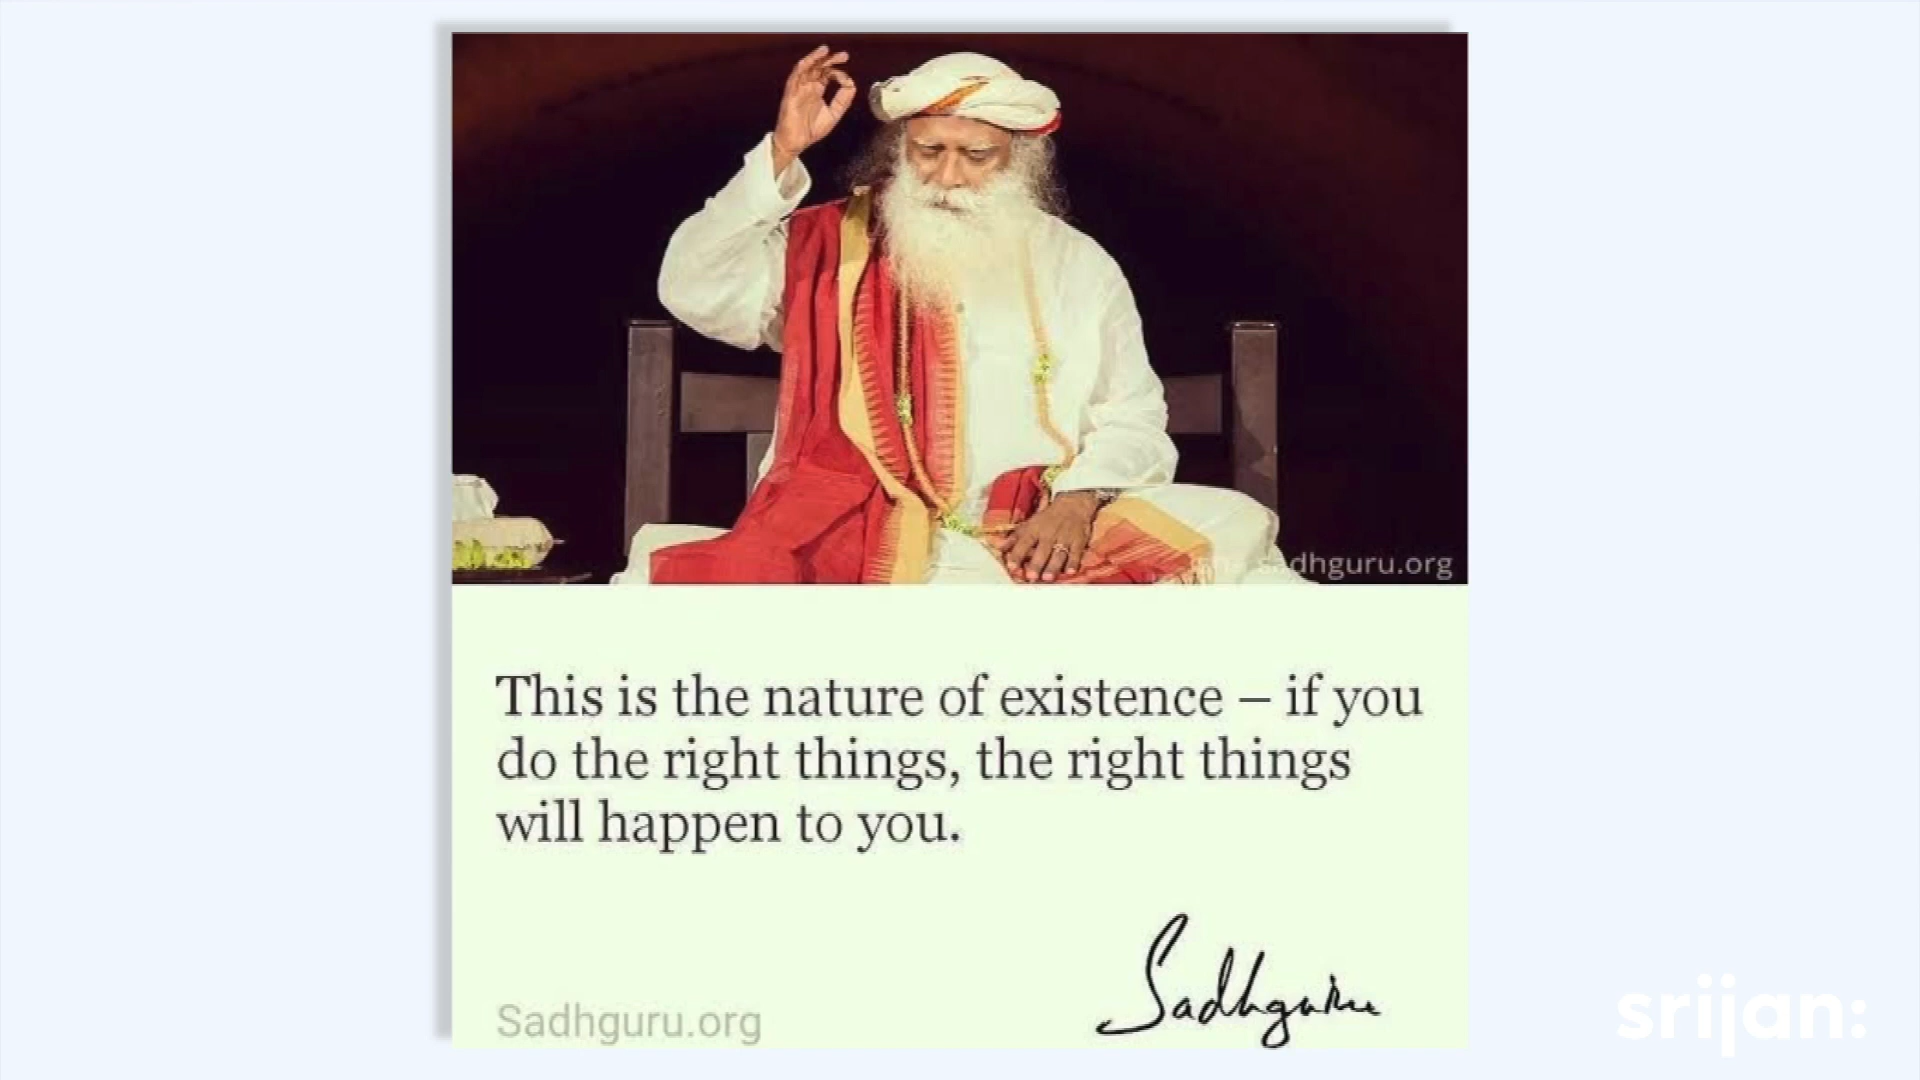 sadhguru.org
This is the nature of existence – if you
do the right things, the right things
will happen to you.
Sadhguru
Sadhguru.org
srijan: